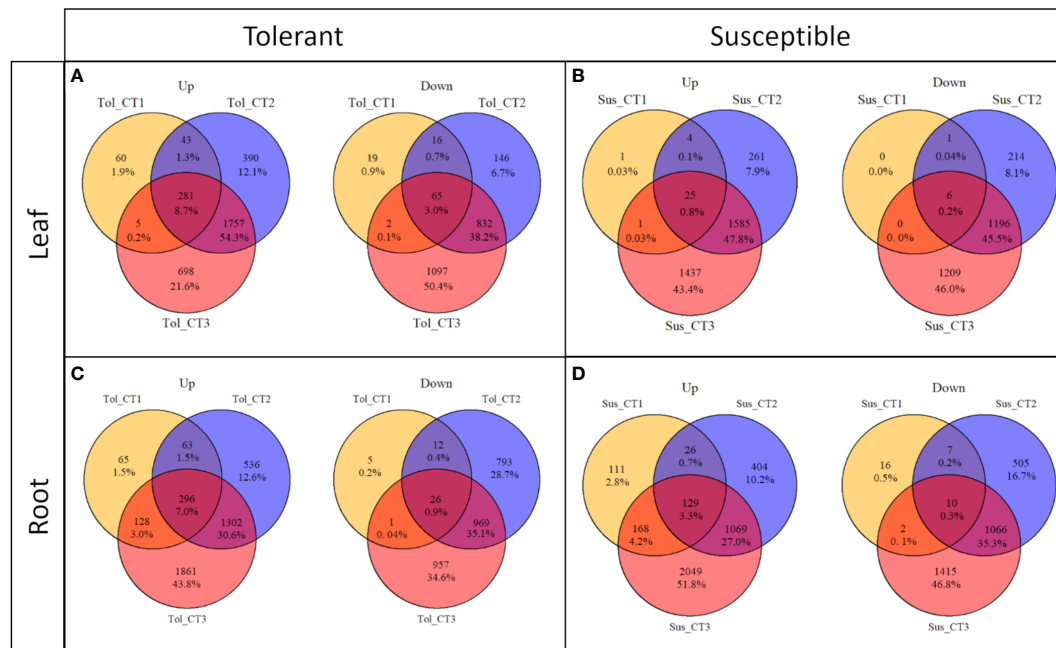 Tolerant
Susceptible
Leaf
Root
A
Up
Tol_CT1
Tol_CT2
43
1.3%
60
1.9%
390
12.1%
281
8.7%
5
0.2%
1757
54.3%
698
21.6%
Tol_CT3
Down
Tol_CT1
Tol_CT2
16
0.7%
19
0.9%
146
6.7%
65
3.0%
2
0.1%
832
38.2%
1097
50.4%
Tol_CT3
B
Up
Sus_CT1
Sus_CT2
4
0.1%
1
0.03%
261
7.9%
25
0.8%
1
0.03%
1585
47.8%
1437
43.4%
Sus_CT3
Down
Sus_CT1
Sus_CT2
1
0.04%
0
0.0%
214
8.1%
6
0.2%
0
0. 0%
1196
45.5%
1209
46.0%
Sus_CT3
C
Up
Tol_CT1
Tol_CT2
63
1.5%
65
1.5%
536
12.6%
296
7.0%
128
3.0%
1302
30.6%
1861
43.8%
Tol_CT3
Down
Tol_CT1
Tol_CT2
12
0.4%
5
0.2%
793
28.7%
26
0.9%
1
0.04%
969
35.1%
957
34.6%
Tol_CT3
D
Up
Sus_CT1
Sus_CT2
26
0.7%
111
2.8%
404
10.2%
129
3.3%
168
4.2%
1069
27.0%
2049
51.8%
Sus_CT3
Down
Sus_CT1
Sus_CT2
7
0.2%
16
0.5%
505
16.7%
10
0.3%
2
0. 1%
1066
35.3%
1415
46.8%
Sus_CT3